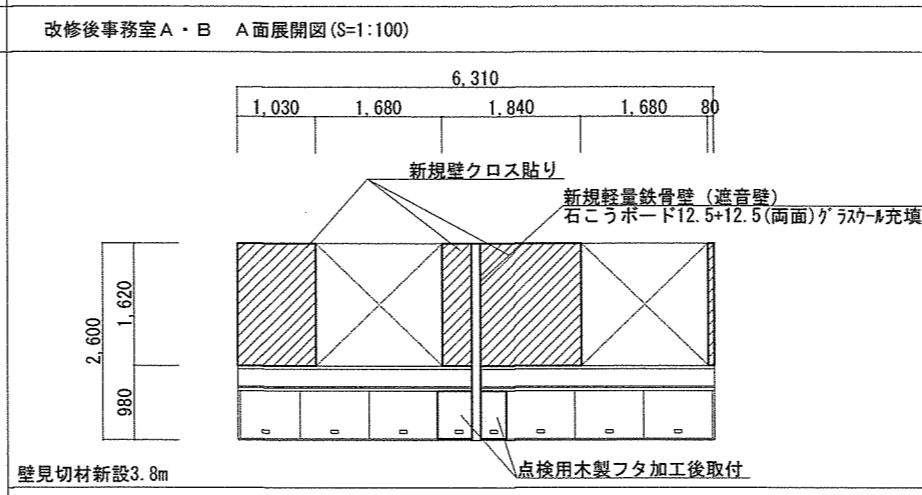 改修後事務室A・B A面展開図(S=1:100)
6,310
1,030 1,680 1,840 1,680 80
新規壁クロス貼り
新規軽量鉄骨壁 (遮音壁)
石こうボード12.5+12.5(両面)グラスウール充填
2,600
1,620
980
壁見切材新設3.8m
点検用木製フタ加工後取付